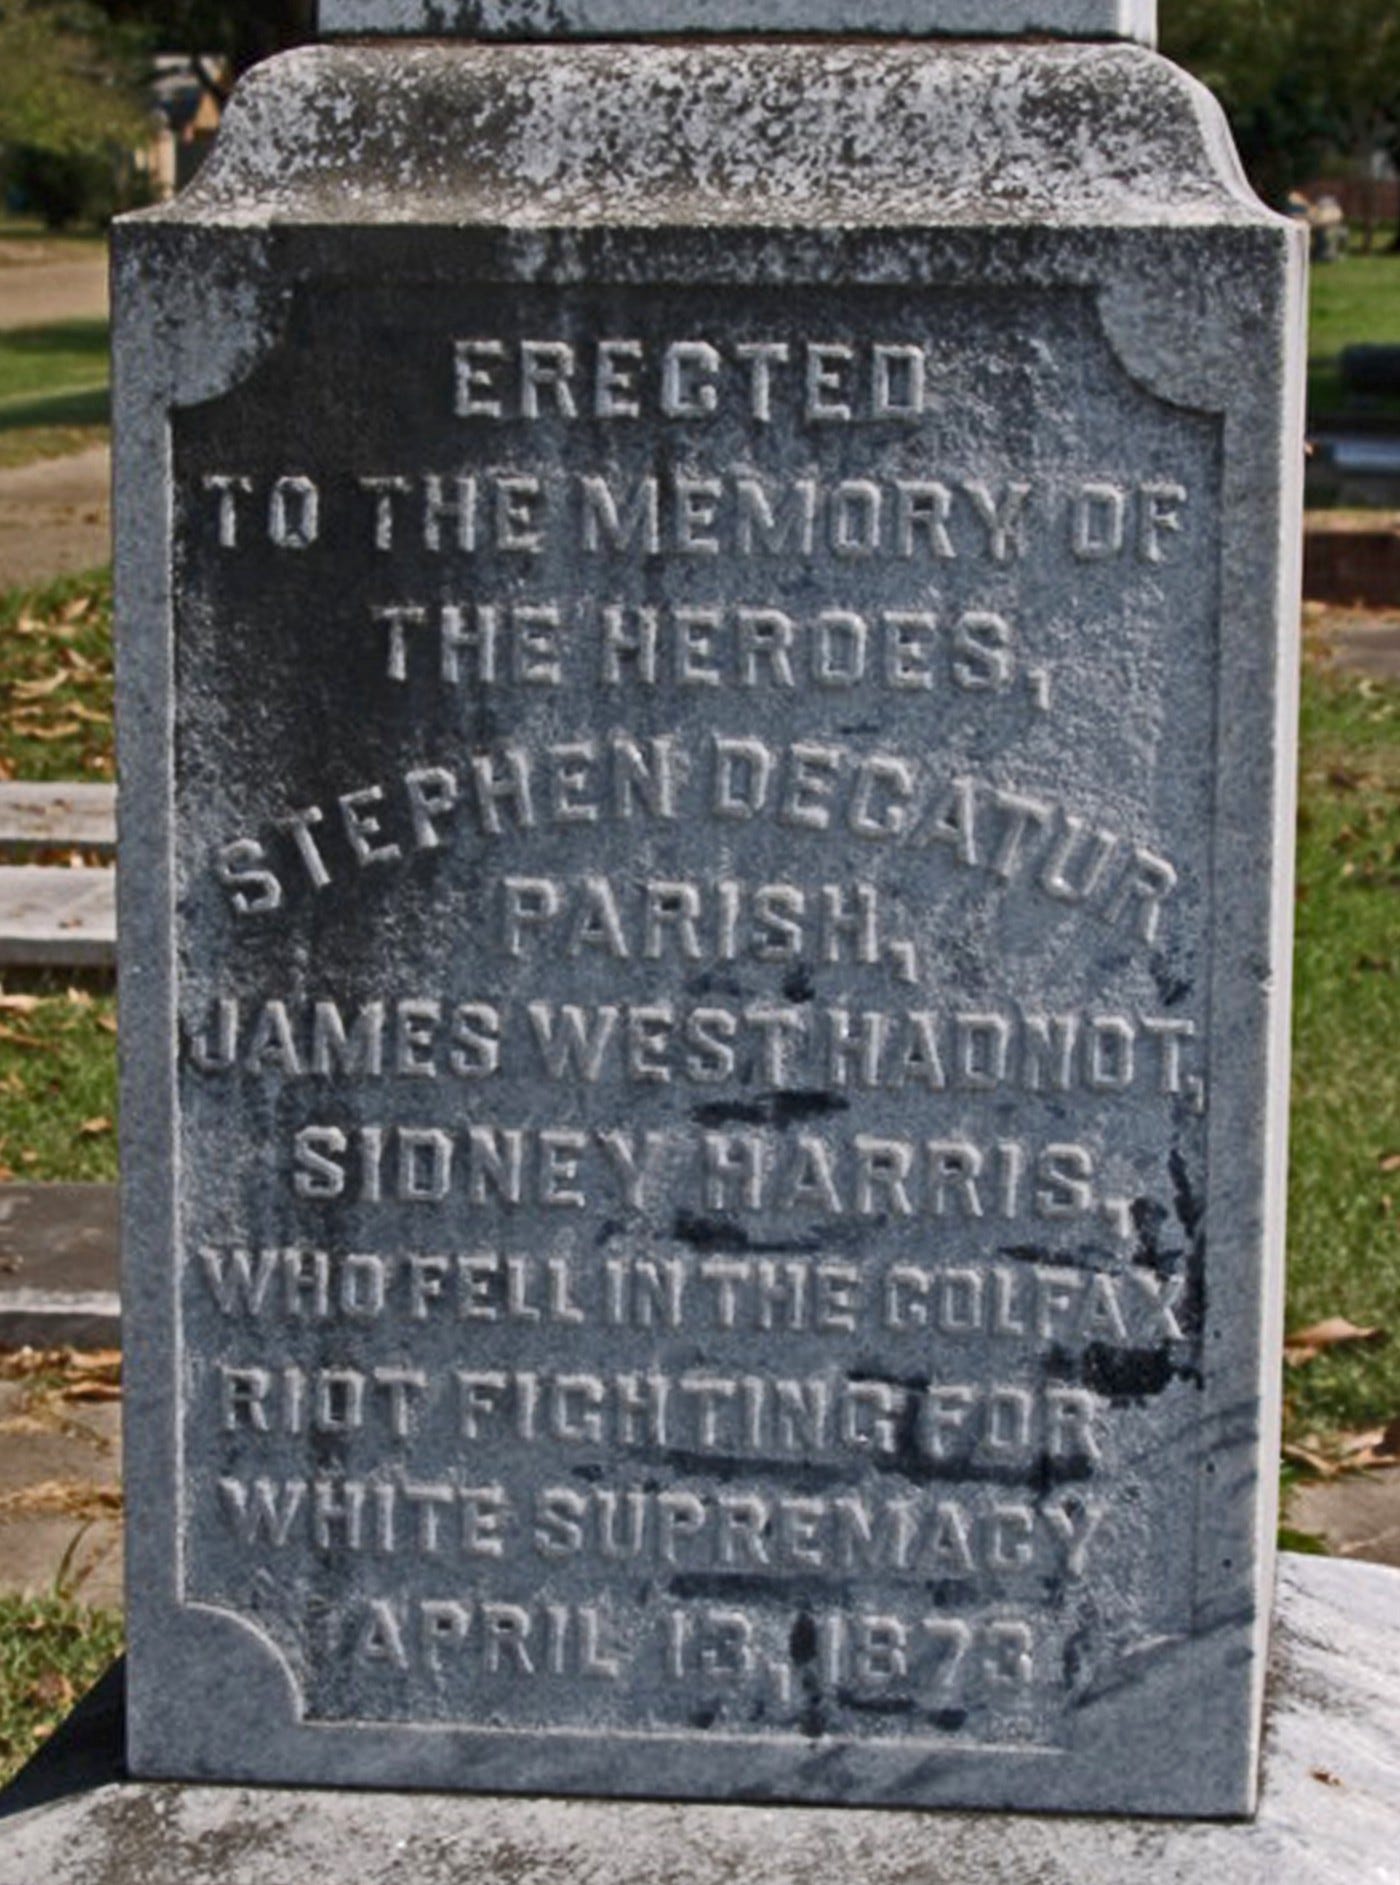 ERECTED
TO THE MEMORY OF
THE HEROES,
STEPHEN DECATUR
PARISH,
JAMES WEST HADNOT,
SIDNEY HARRIS,
WHO FELL IN THE COLFAX
RIOT FIGHTING FOR
WHITE SUPREMACY
APRIL 13, 1873